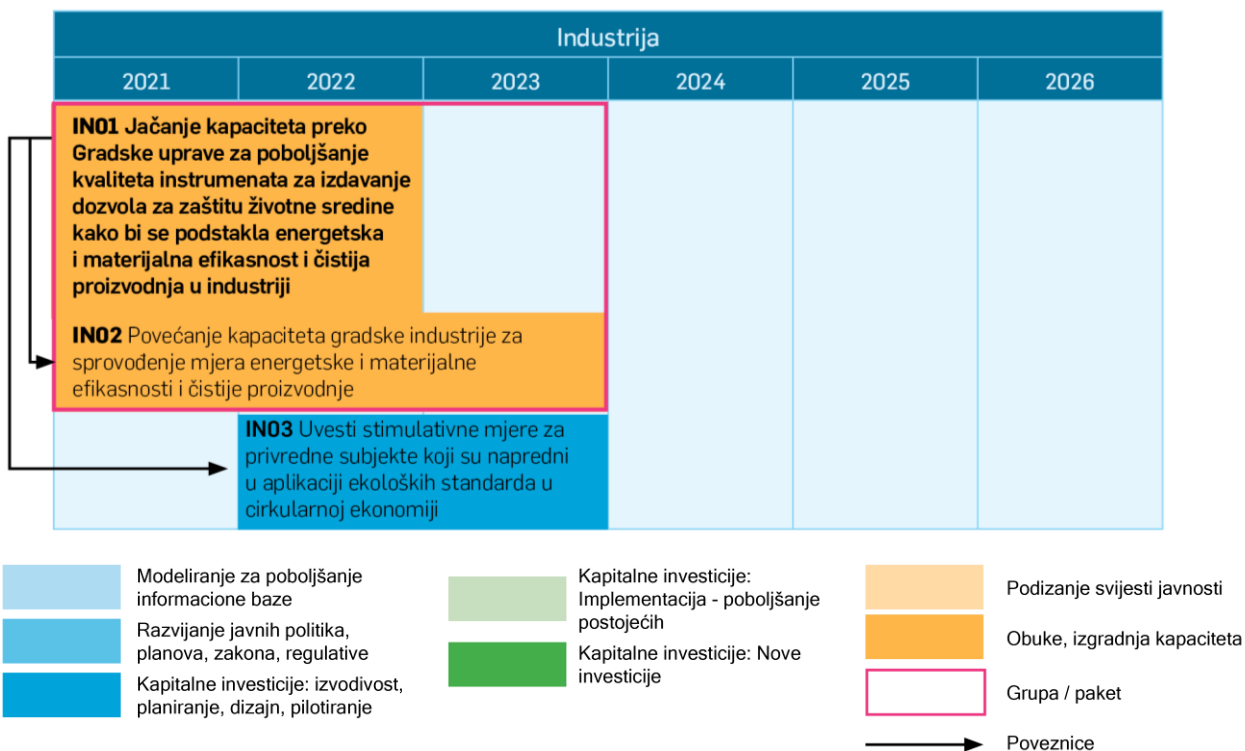 Industrija
2021 2022 2023 2024 2025 2026
IN01 Jačanje kapaciteta preko
Gradske uprave za poboljšanje
kvaliteta instrumenata za izdavanje
dozvola za zaštitu životne sredine
kako bi se podstakla energetska
i materijalna efikasnost i čistija
proizvodnja u industriji
IN02 Povećanje kapaciteta gradske industrije za
sprovođenje mjera energetske i materijalne
efikasnosti i čistije proizvodnje
IN03 Uvesti stimulativne mjere za
privredne subjekte koji su napredni
u aplikaciji ekoloških standarda u
cirkularnoj ekonomiji
Modeliranje za poboljšanje
informacione baze
Razvijanje javnih politika,
planova, zakona, regulative
Kapitalne investicije: izvodivost,
planiranje, dizajn, pilotiranje
Kapitalne investicije:
Implementacija - poboljšanje
postojećih
Kapitalne investicije: Nove
investicije
Podizanje svijesti javnosti
Obuke, izgradnja kapaciteta
Grupa / paket
Poveznice